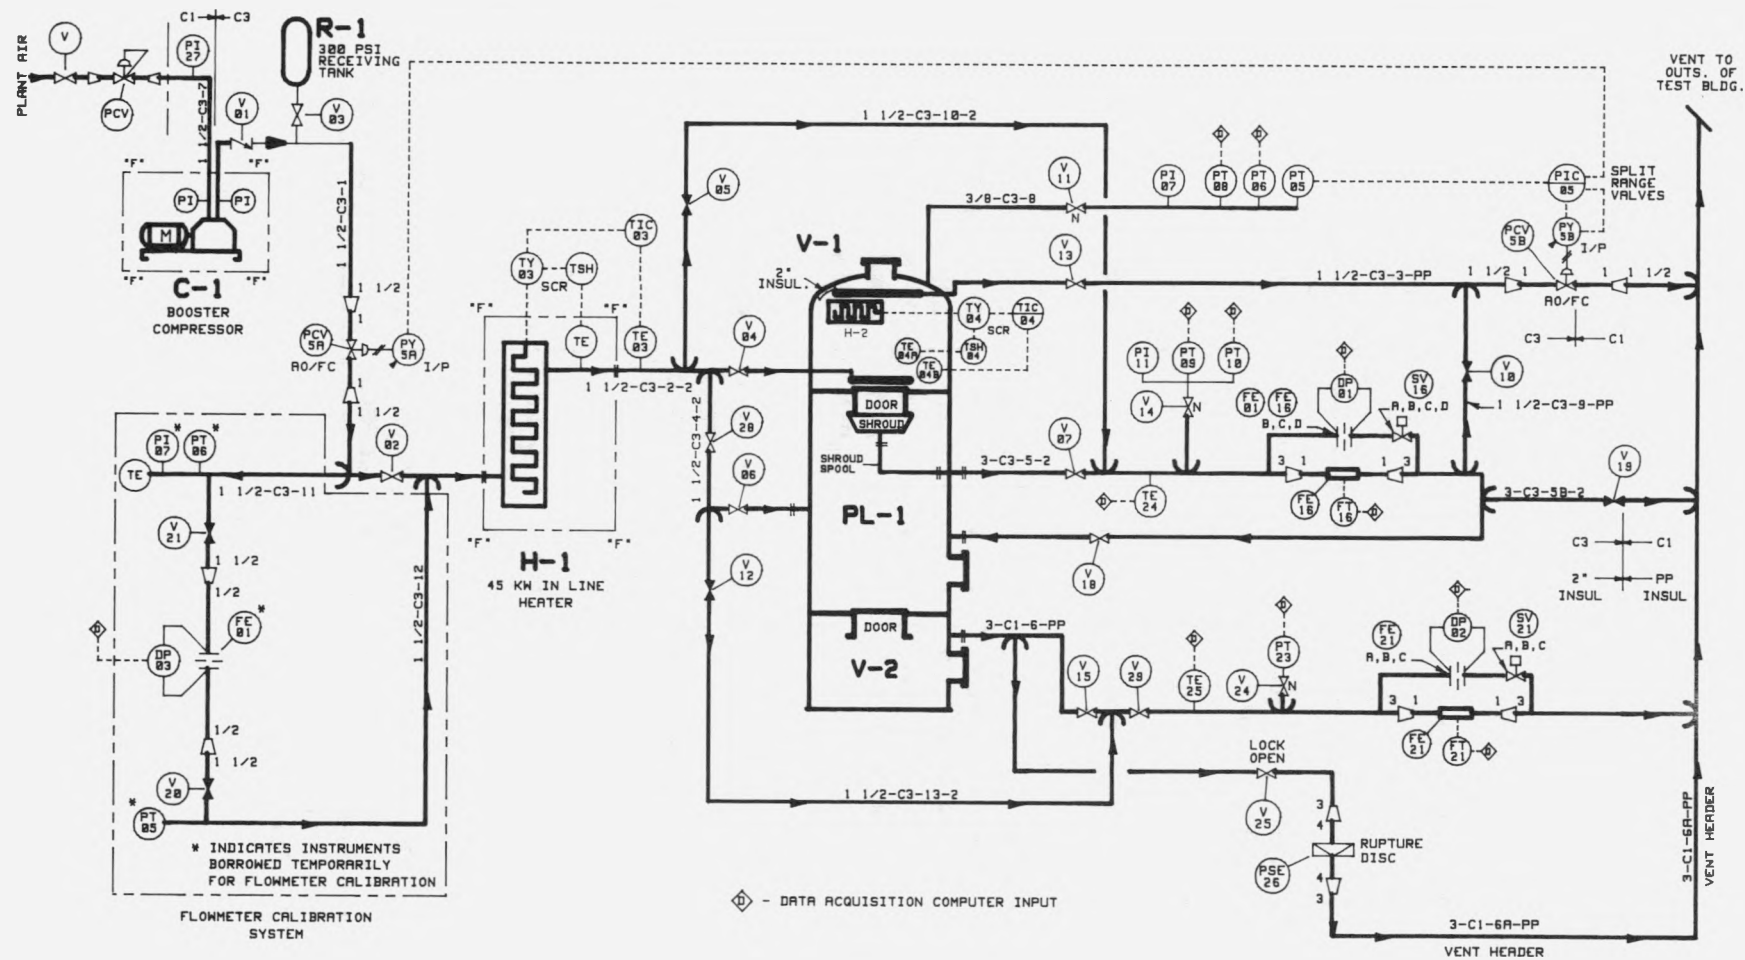 PLANT AIR
V
PCV
C1
C3
PI
27
1 1/2-C3-7
V
01
R-1
300 PSI
RECEIVING
TANK
V
03
"F"
"F"
PI
PI
M
"F"
"F"
C-1
BOOSTER
COMPRESSOR
1 1/2-C3-1
1 1/2
1
PCV
5A
AO/FC
PY
5A
I/P
1
1 1/2
PI
07
*
PT
06
*
TE
V
02
1 1/2-C3-11
V
21
1 1/2
1/2
FE
01
*
D
DP
03
1/2
1 1/2
V
20
*
PT
05
1 1/2-C3-12
* INDICATES INSTRUMENTS
BORROWED TEMPORARILY
FOR FLOWMETER CALIBRATION
FLOWMETER CALIBRATION
SYSTEM
TIC
03
TY
03
TSH
SCR
"F"
"F"
TE
TE
03
1 1/2-C3-2-2
"F"
"F"
H-1
45 KW IN LINE
HEATER
1 1/2-C3-10-2
V
05
V
04
1 1/2-C3-4-2
V
28
V
06
V
12
1 1/2-C3-13-2
V-1
2"
INSUL.
H-2
TY
04
TIC
04
SCR
TE
04A
TSH
04
TE
04B
DOOR
SHROUD
SHROUD
SPOOL
PL-1
DOOR
V-2
3/8-C3-8
V
11
N
PI
07
PT
08
D
PT
06
D
PT
05
V
13
1 1/2-C3-3-PP
PIC
05
SPLIT
RANGE
VALVES
PCV
5B
PY
5B
I/P
1 1/2
1
1
1 1/2
AO/FC
C3
C1
VENT TO
OUTS. OF
TEST BLDG.
PI
11
D
PT
09
D
PT
10
V
14
N
V
07
3-C3-5-2
D
TE
24
FE
01
FE
16
B,C,D
D
DP
01
SV
16
A,B,C,D
3
1
1
3
FE
16
FT
16
D
V
10
1 1/2-C3-9-PP
V
19
3-C3-5B-2
C3
C1
2"
INSUL
PP
INSUL
V
18
3-C1-6-PP
V
15
V
29
D
TE
25
D
PT
23
V
24
N
FE
21
A,B,C
D
DP
02
SV
21
A,B,C
3
1
1
3
FE
21
FT
21
D
LOCK
OPEN
V
25
3
4
RUPTURE
DISC
PSE
26
4
3
3-C1-6A-PP
VENT HEADER
3-C1-6A-PP
VENT HEADER
D - DATA ACQUISITION COMPUTER INPUT